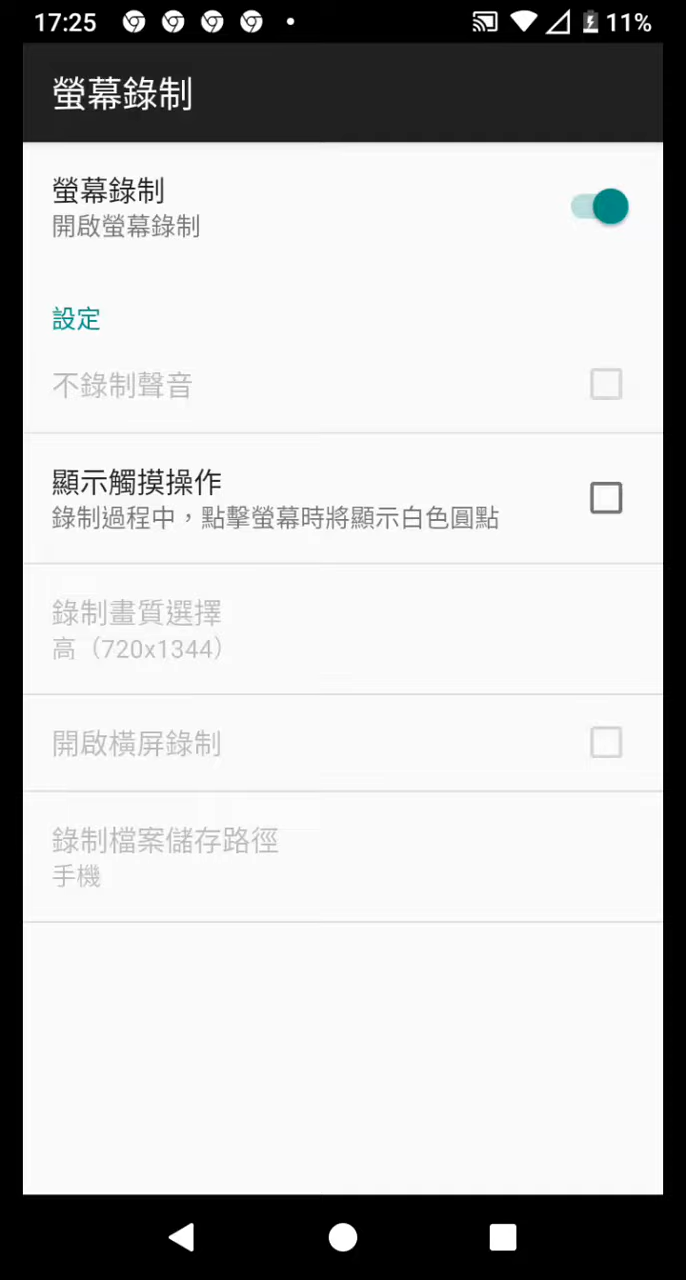 17:25
11%
螢幕錄制
螢幕錄制
開啟螢幕錄制
設定
不錄制聲音
顯示觸摸操作
錄制過程中，點擊螢幕時將顯示白色圓點
錄制畫質選擇
高（720x1344）
開啟橫屏錄制
錄制檔案儲存路徑
手機